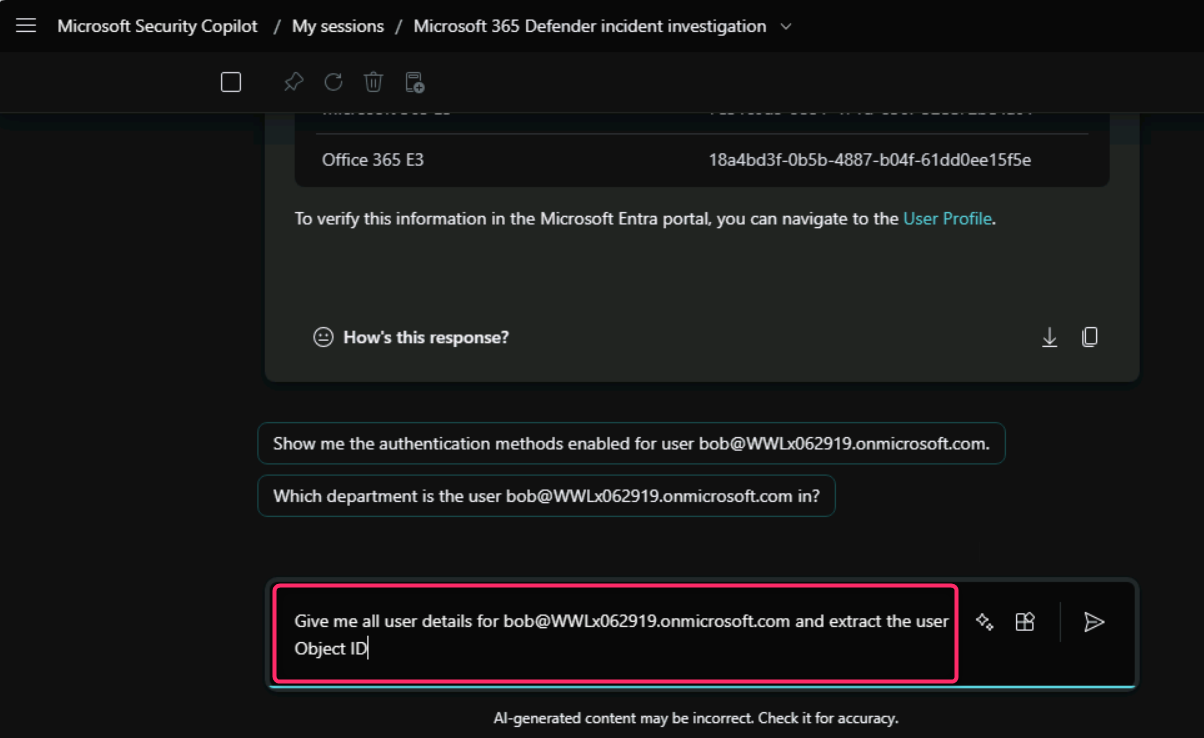 Microsoft Security Copilot / My sessions / Microsoft 365 Defender incident investigation
Office 365 E3 18a4bd3f-0b5b-4887-b04f-61dd0ee15f5e
To verify this information in the Microsoft Entra portal, you can navigate to the User Profile.
How's this response?
Show me the authentication methods enabled for user bob@WWLx062919.onmicrosoft.com.
Which department is the user bob@WWLx062919.onmicrosoft.com in?
Give me all user details for bob@WWLx062919.onmicrosoft.com and extract the user
Object ID
AI-generated content may be incorrect. Check it for accuracy.